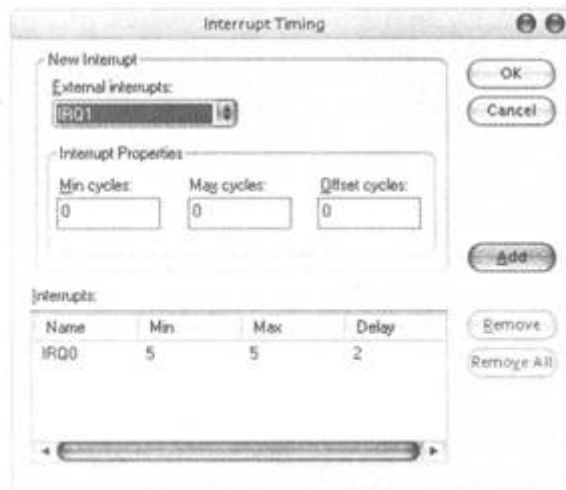 Interrupt Timing
New Interrupt
External interrupts:
IRQ1
Interrupt Properties
Min cycles: Max cycles: Offset cycles:
0 0 0
OK
Cancel
Add
Interrupts:
Name Min Max Delay
IRQ0 5 5 2
Remove
Remove All